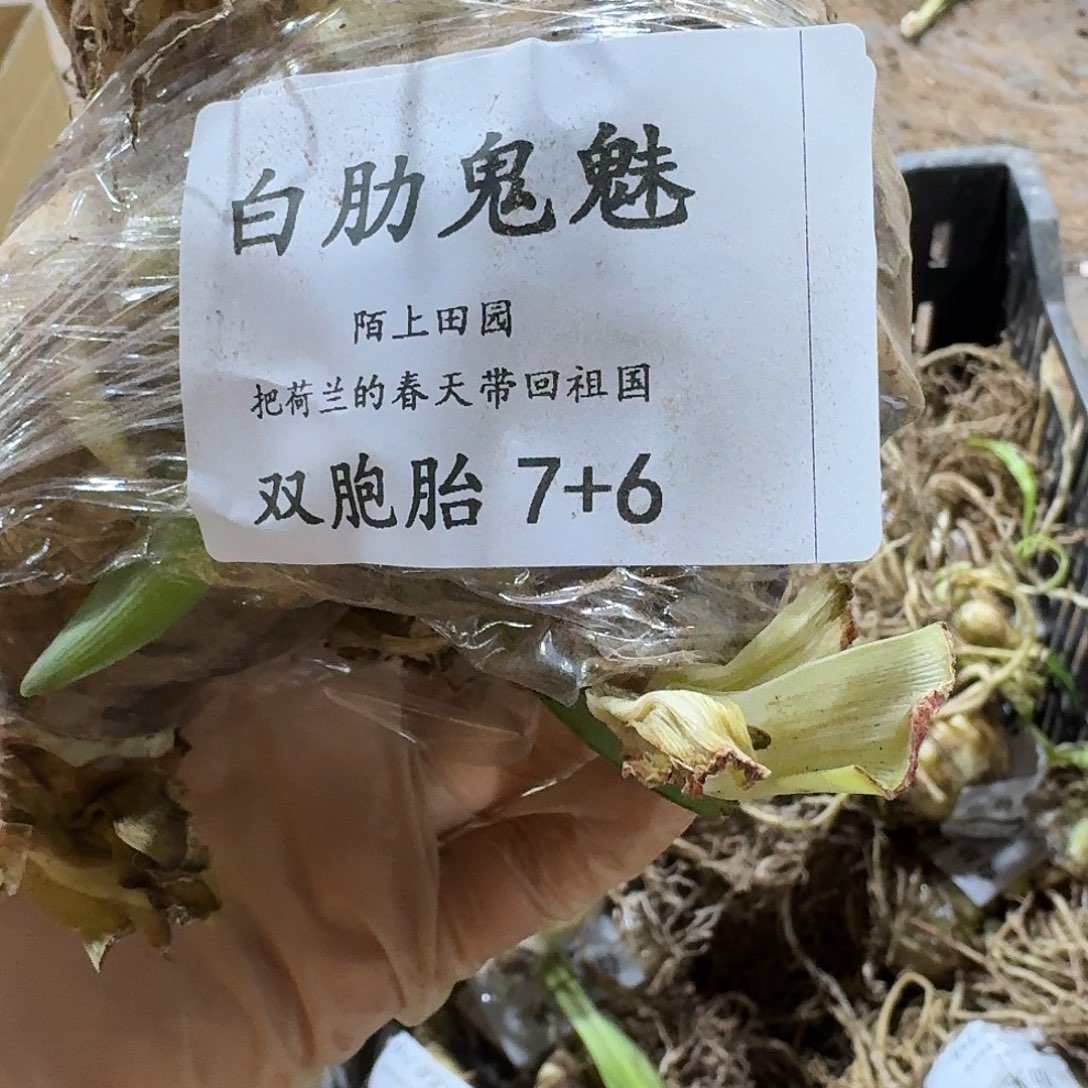 白肋鬼魅
陌上田园
把荷兰的春天带回祖国
双胞胎 7+6